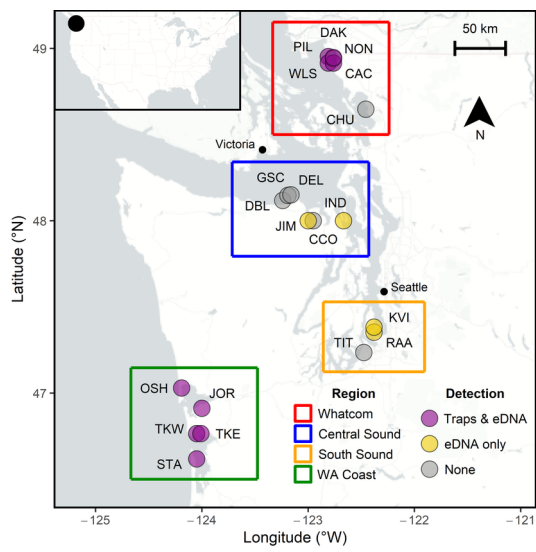 DAK
PIL NON
WLS CAC
CHU
50 km
N
Victoria
GSC DEL
DBL IND
JIM
CCO
Seattle
KVI
TIT RAA
OSH JOR
TKW TKE
STA
Region
Whatcom
Central Sound
South Sound
WA Coast
Detection
Traps & eDNA
eDNA only
None
49
48
47
Latitude (°N)
−125 −124 −123 −122 −121
Longitude (°W)